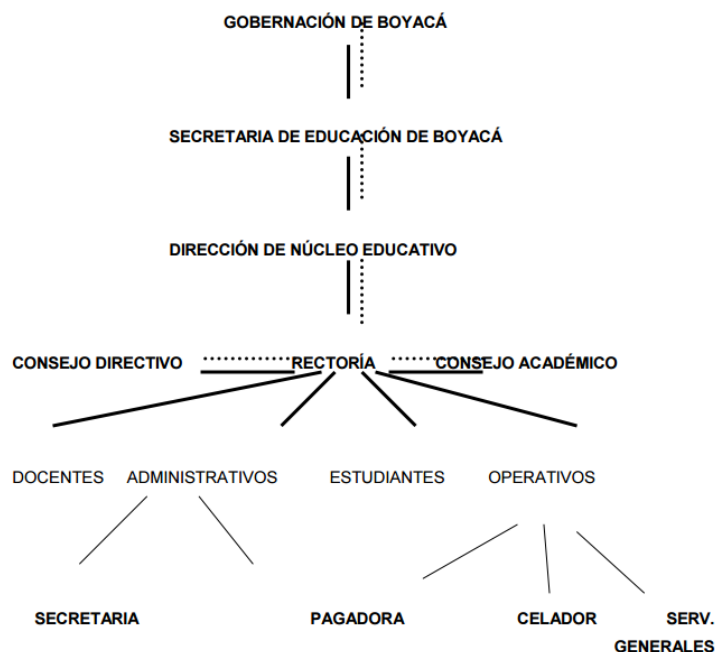 GOBERNACIÓN DE BOYACÁ
SECRETARIA DE EDUCACIÓN DE BOYACÁ
DIRECCIÓN DE NÚCLEO EDUCATIVO
CONSEJO DIRECTIVO RECTORÍA CONSEJO ACADÉMICO
DOCENTES ADMINISTRATIVOS ESTUDIANTES OPERATIVOS
SECRETARIA PAGADORA CELADOR SERV.
GENERALES